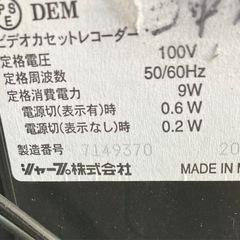 PS
E
DEM
ビデオカセットレコーダー
定格電圧 100V
定格周波数 50/60Hz
定格消費電力 9W
電源切(表示有)時 0.6 W
電源切(表示なし)時 0.2 W
製造番号 7149370 20
シャープ株式会社
MADE IN